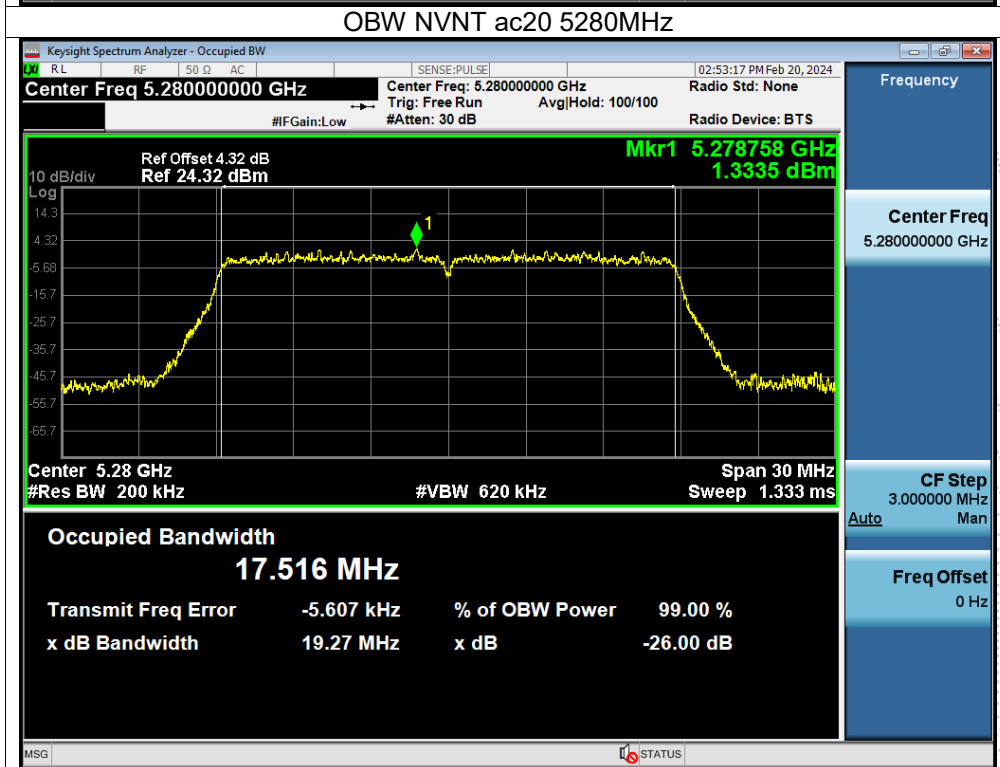 OBW NVNT ac20 5280MHz
Keysight Spectrum Analyzer - Occupied BW
LXI RL RF 50 Ω AC SENSE:PULSE 02:53:17 PM Feb 20, 2024
Center Freq 5.280000000 GHz
Center Freq: 5.280000000 GHz
Radio Std: None
Trig: Free Run Avg|Hold: 100/100
#IFGain:Low
#Atten: 30 dB
Radio Device: BTS
Mkr1 5.278758 GHz
1.3335 dBm
Ref Offset 4.32 dB
10 dB/div Ref 24.32 dBm
Log
14.3
1
4.32
-5.68
-15.7
-25.7
-35.7
-45.7
-55.7
-65.7
Center 5.28 GHz Span 30 MHz
#Res BW 200 kHz #VBW 620 kHz Sweep 1.333 ms
Occupied Bandwidth
17.516 MHz
Transmit Freq Error -5.607 kHz % of OBW Power 99.00 %
x dB Bandwidth 19.27 MHz x dB -26.00 dB
Frequency
Center Freq
5.280000000 GHz
CF Step
3.000000 MHz
Auto Man
Freq Offset
0 Hz
MSG STATUS